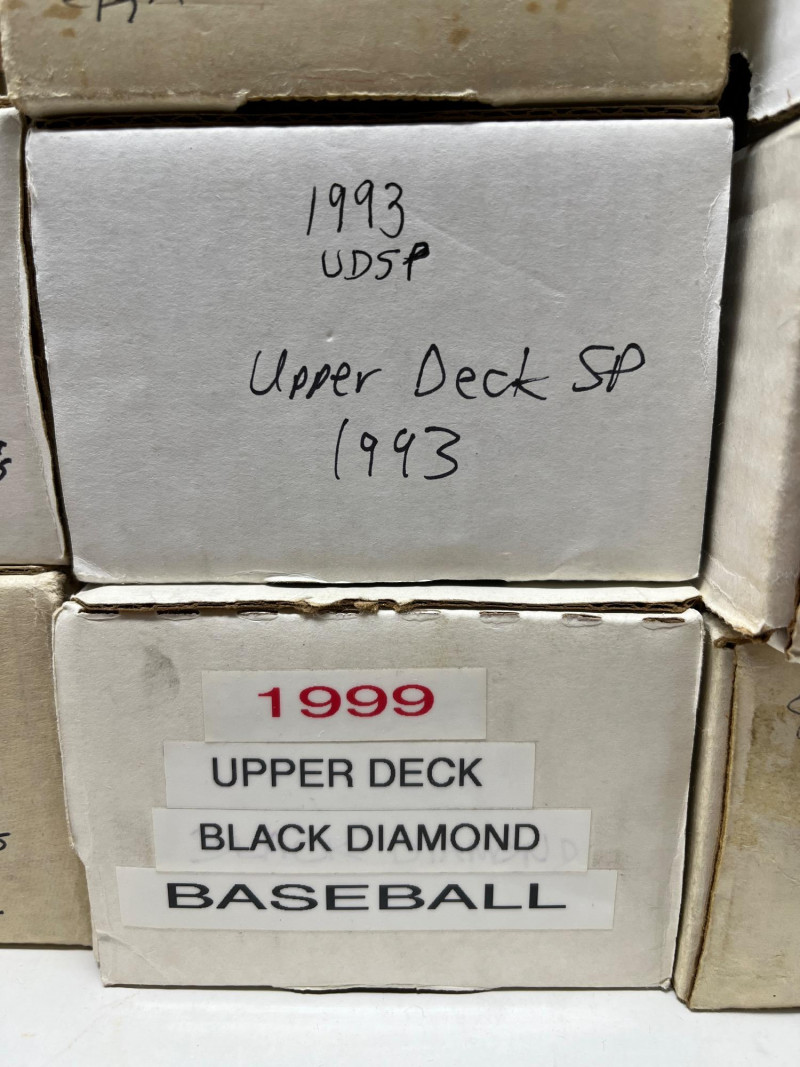 1993
UDSP
Upper Deck SP
1993
1999
UPPER DECK
BLACK DIAMOND
BASEBALL